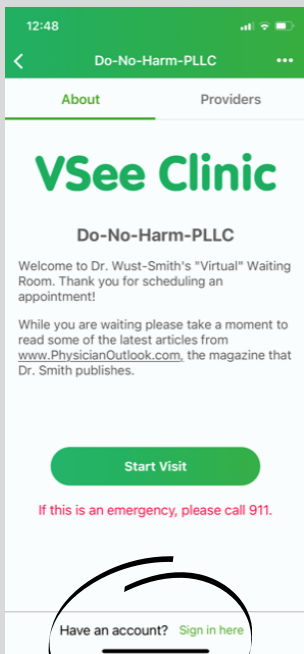 12:48
Do-No-Harm-PLLC
About Providers
VSee Clinic
Do-No-Harm-PLLC
Welcome to Dr. Wust-Smith's "Virtual" Waiting
Room. Thank you for scheduling an
appointment!
While you are waiting please take a moment to
read some of the latest articles from
www.PhysicianOutlook.com, the magazine that
Dr. Smith publishes.
Start Visit
If this is an emergency, please call 911.
Have an account? Sign in here